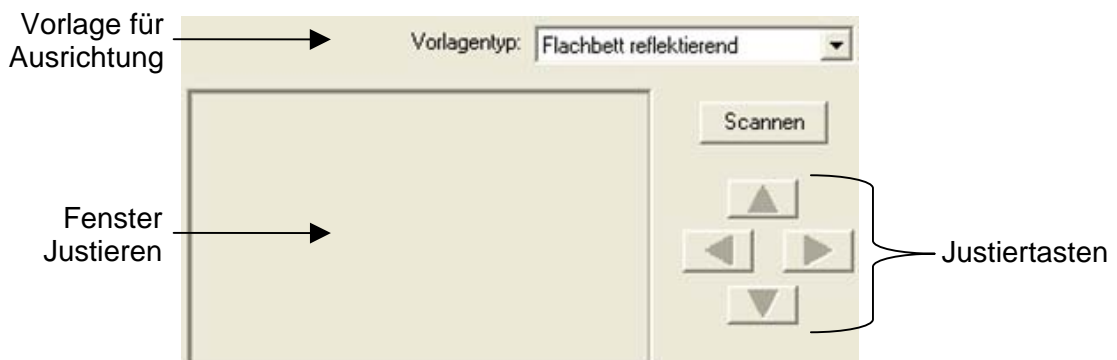 Vorlage für
Ausrichtung
Vorlagentyp: Flachbett reflektierend
Scannen
Fenster
Justieren
Justiertasten